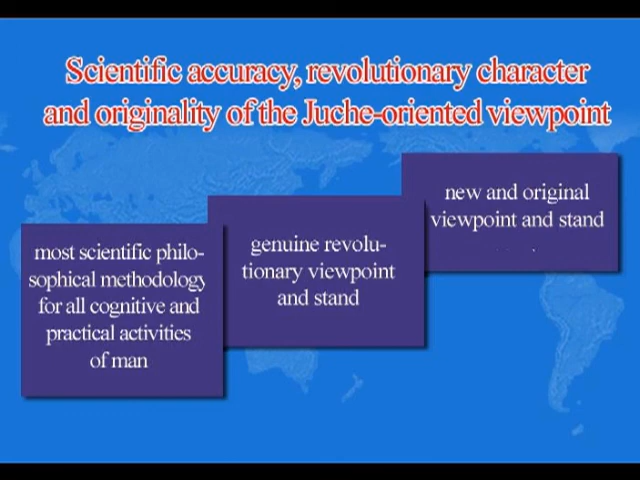 Scientific accuracy, revolutionary character
and originality of the Juche-oriented viewpoint
most scientific philo-
sophical methodology
for all cognitive and
practical activities
of man
genuine revolu-
tionary viewpoint
and stand
new and original
viewpoint and stand